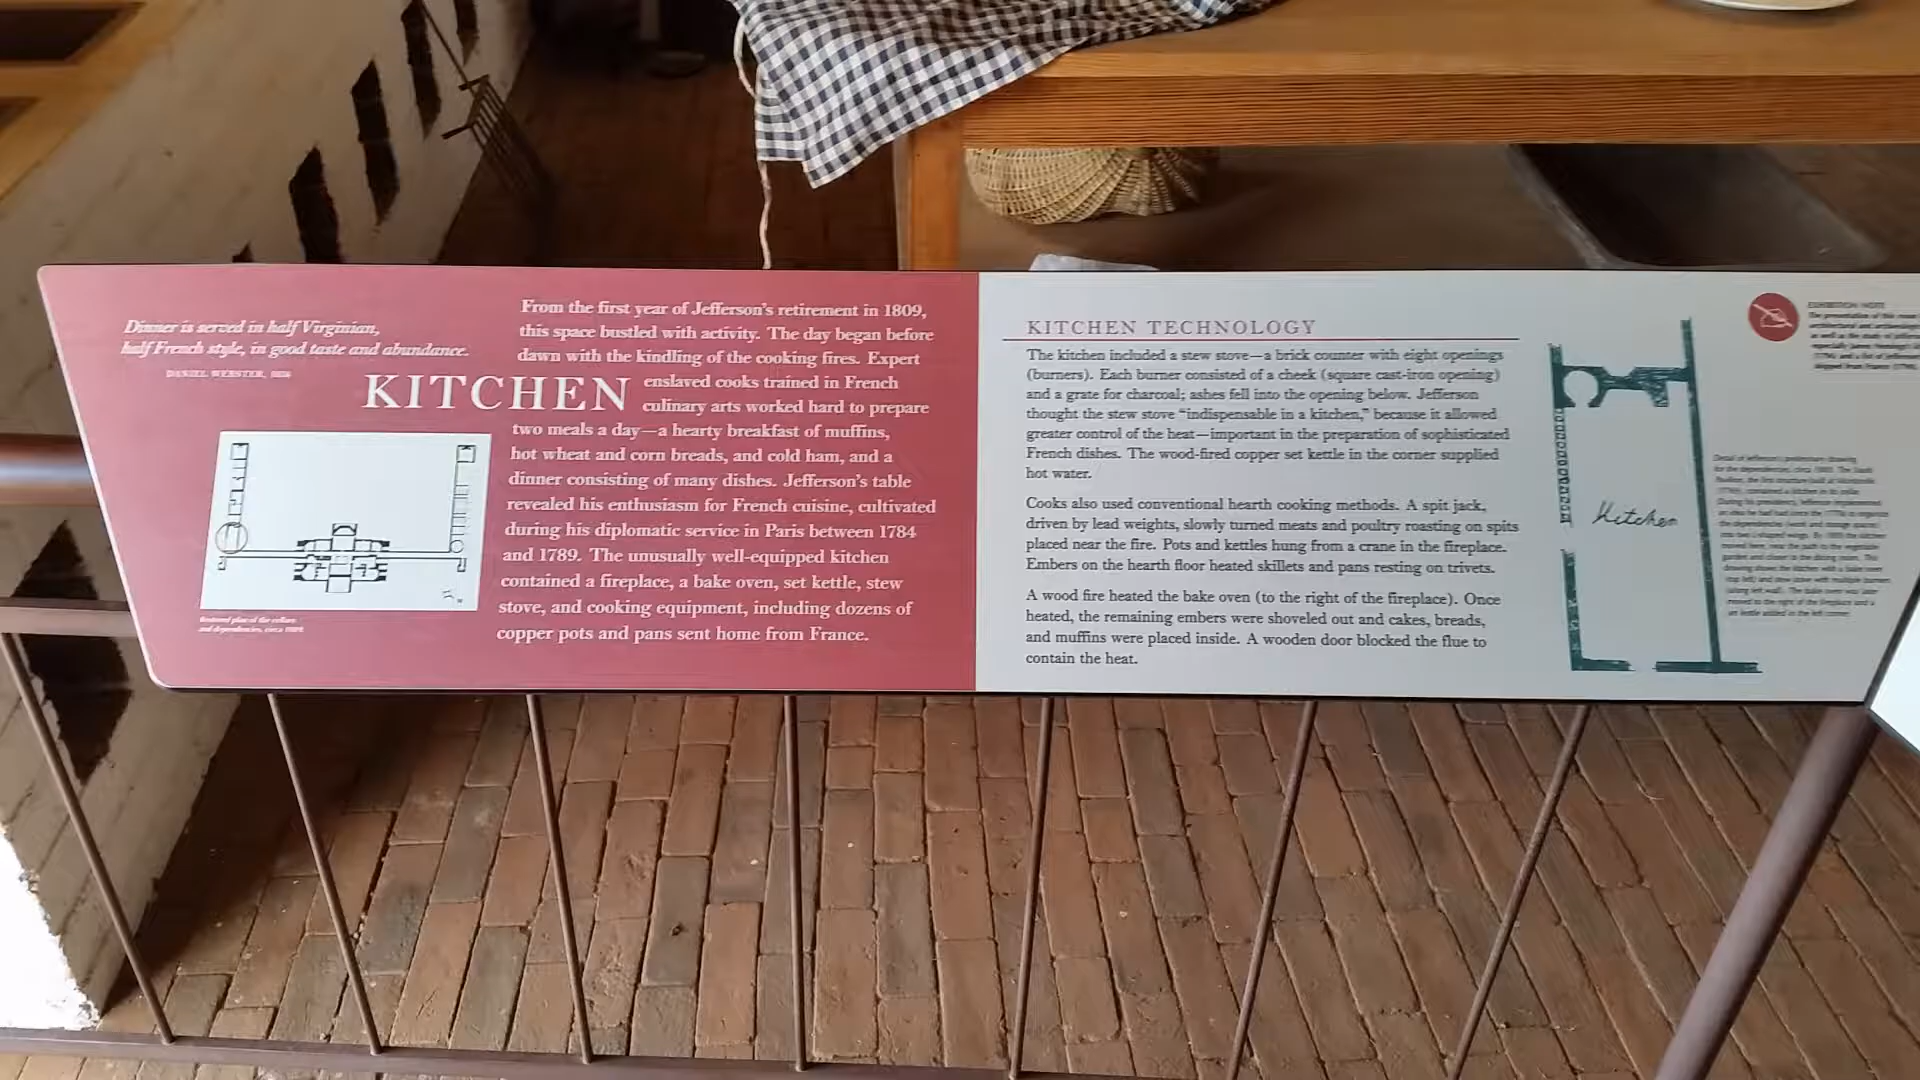 Dinner is served in half Virginian,
half French style, in good taste and abundance.
DANIEL WEBSTER, 1824
KITCHEN
From the first year of Jefferson's retirement in 1809,
this space bustled with activity. The day began before
dawn with the kindling of the cooking fires. Expert
enslaved cooks trained in French
culinary arts worked hard to prepare
two meals a day—a hearty breakfast of muffins,
hot wheat and corn breads, and cold ham, and a
dinner consisting of many dishes. Jefferson's table
revealed his enthusiasm for French cuisine, cultivated
during his diplomatic service in Paris between 1784
and 1789. The unusually well-equipped kitchen
contained a fireplace, a bake oven, set kettle, stew
stove, and cooking equipment, including dozens of
copper pots and pans sent home from France.
Restored plan of the cellars
and dependencies, circa 1809.
KITCHEN TECHNOLOGY
The kitchen included a stew stove—a brick counter with eight openings
(burners). Each burner consisted of a cheek (square cast-iron opening)
and a grate for charcoal; ashes fell into the opening below. Jefferson
thought the stew stove “indispensable in a kitchen,” because it allowed
greater control of the heat—important in the preparation of sophisticated
French dishes. The wood-fired copper set kettle in the corner supplied
hot water.
Cooks also used conventional hearth cooking methods. A spit jack,
driven by lead weights, slowly turned meats and poultry roasting on spits
placed near the fire. Pots and kettles hung from a crane in the fireplace.
Embers on the hearth floor heated skillets and pans resting on trivets.
A wood fire heated the bake oven (to the right of the fireplace). Once
heated, the remaining embers were shoveled out and cakes, breads,
and muffins were placed inside. A wooden door blocked the flue to
contain the heat.
Kitchen
EXHIBITION NOTE